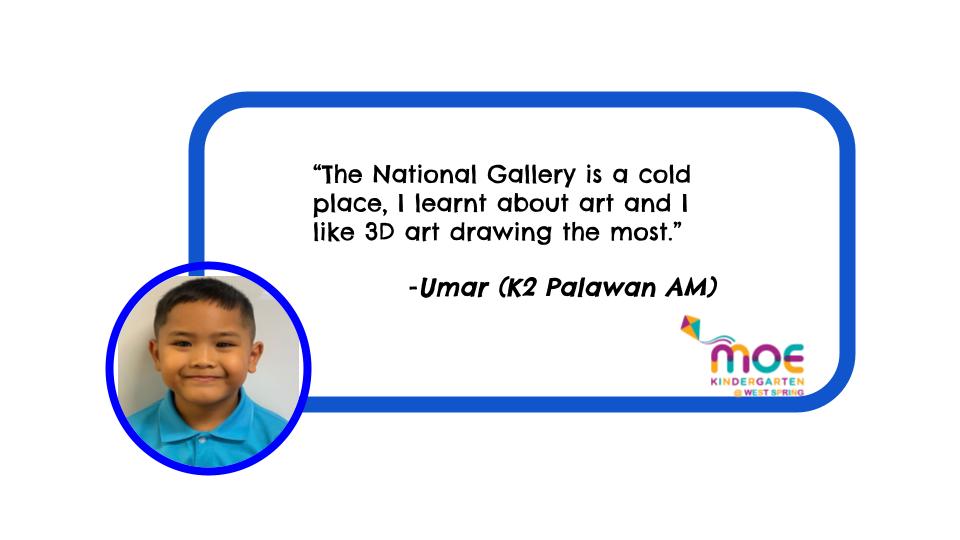 “The National Gallery is a cold
place, I learnt about art and I
like 3D art drawing the most.”
-Umar (K2 Palawan AM)
moe
KINDERGARTEN
@ WEST SPRING